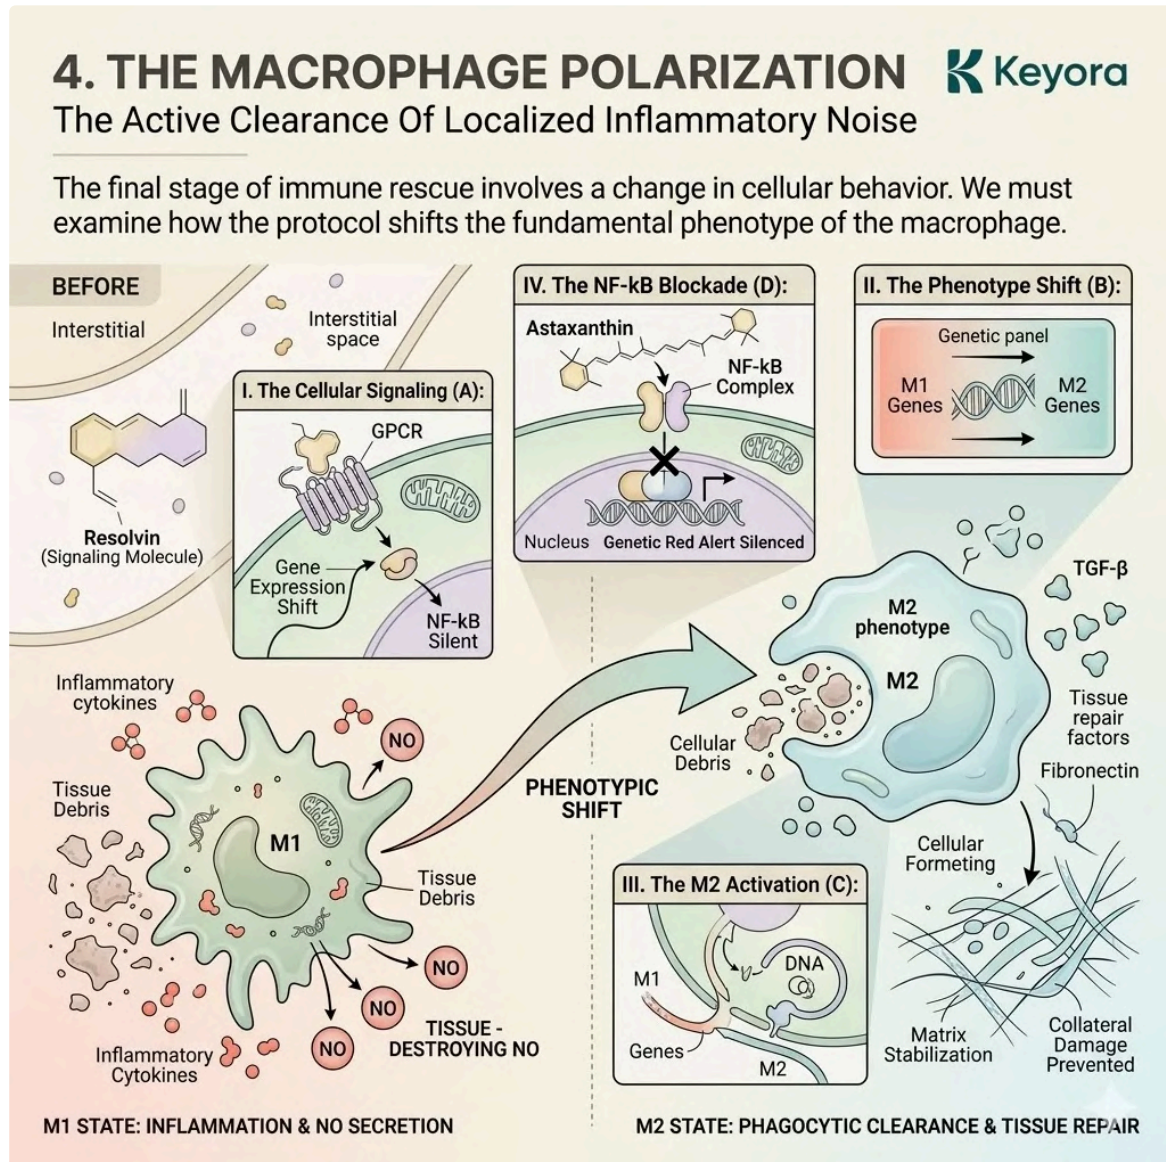 4. THE MACROPHAGE POLARIZATION
Keyora
The Active Clearance Of Localized Inflammatory Noise
The final stage of immune rescue involves a change in cellular behavior. We must
examine how the protocol shifts the fundamental phenotype of the macrophage.
BEFORE
Interstitial
Interstitial
space
Resolvin
(Signaling Molecule)
I. The Cellular Signaling (A):
GPCR
Gene
Expression
Shift
NF-kB
Silent
IV. The NF-kB Blockade (D):
Astaxanthin
NF-kB
Complex
Nucleus
Genetic Red Alert Silenced
II. The Phenotype Shift (B):
Genetic panel
M1
Genes
M2
Genes
Inflammatory
cytokines
NO
Tissue
Debris
M1
Tissue
Debris
NO
NO
NO
TISSUE -
DESTROYING NO
Inflammatory
Cytokines
PHENOTYPIC
SHIFT
M2
phenotype
M2
TGF-β
Cellular
Debris
Tissue
repair
factors
Fibronectin
Cellular
Formeting
III. The M2 Activation (C):
M1
DNA
Genes
M2
Matrix
Stabilization
Collateral
Damage
Prevented
M1 STATE: INFLAMMATION & NO SECRETION
M2 STATE: PHAGOCYTIC CLEARANCE & TISSUE REPAIR